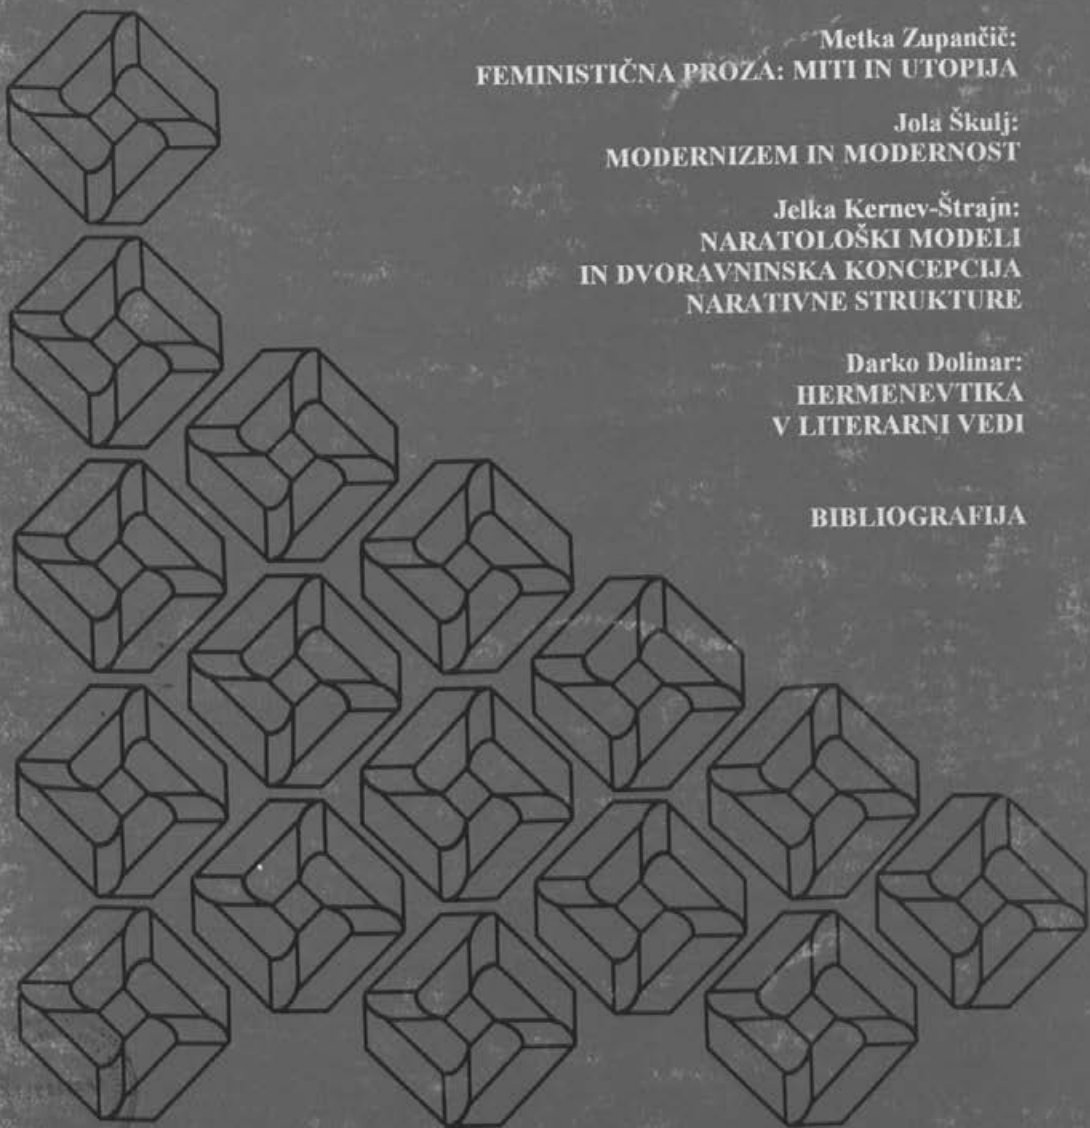 Metka Zupančič:
FEMINISTIČNA PROZA: MITI IN UTOPIJA
Jola Škulj:
MODERNIZEM IN MODERNOST
Jelka Kernev-Štrajn:
NARATOLOŠKI MODELI
IN DVORAVNINSKA KONCEPCIJA
NARATIVNE STRUKTURE
Darko Dolinar:
HERMENEVTIKA
V LITERARNI VEDI
BIBLIOGRAFIJA